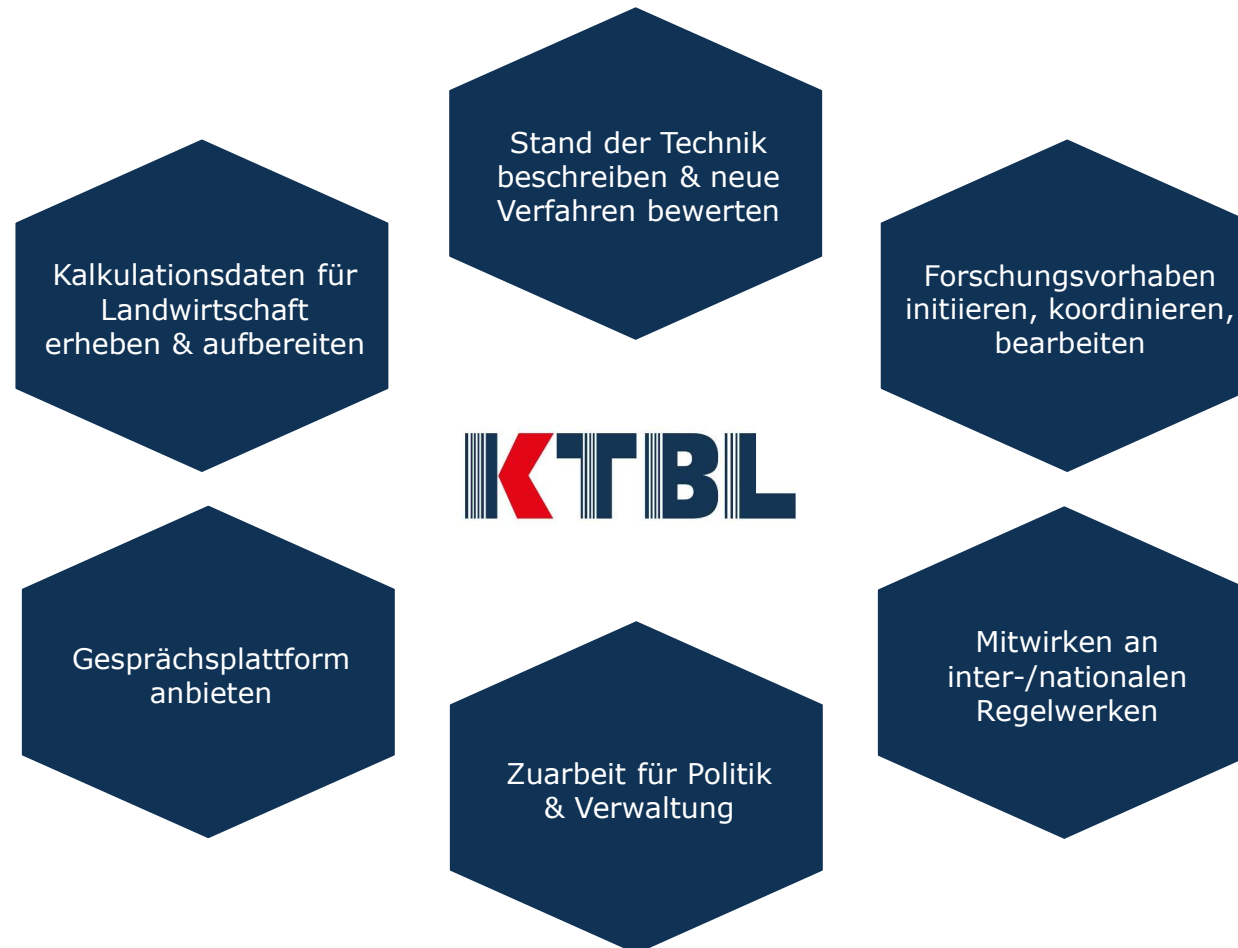 Stand der Technik
beschreiben & neue
Verfahren bewerten
Kalkulationsdaten für
Landwirtschaft
erheben & aufbereiten
Forschungsvorhaben
initiieren, koordinieren,
bearbeiten
KTBL
Gesprächsplattform
anbieten
Mitwirken an
inter-/nationalen
Regelwerken
Zuarbeit für Politik
& Verwaltung